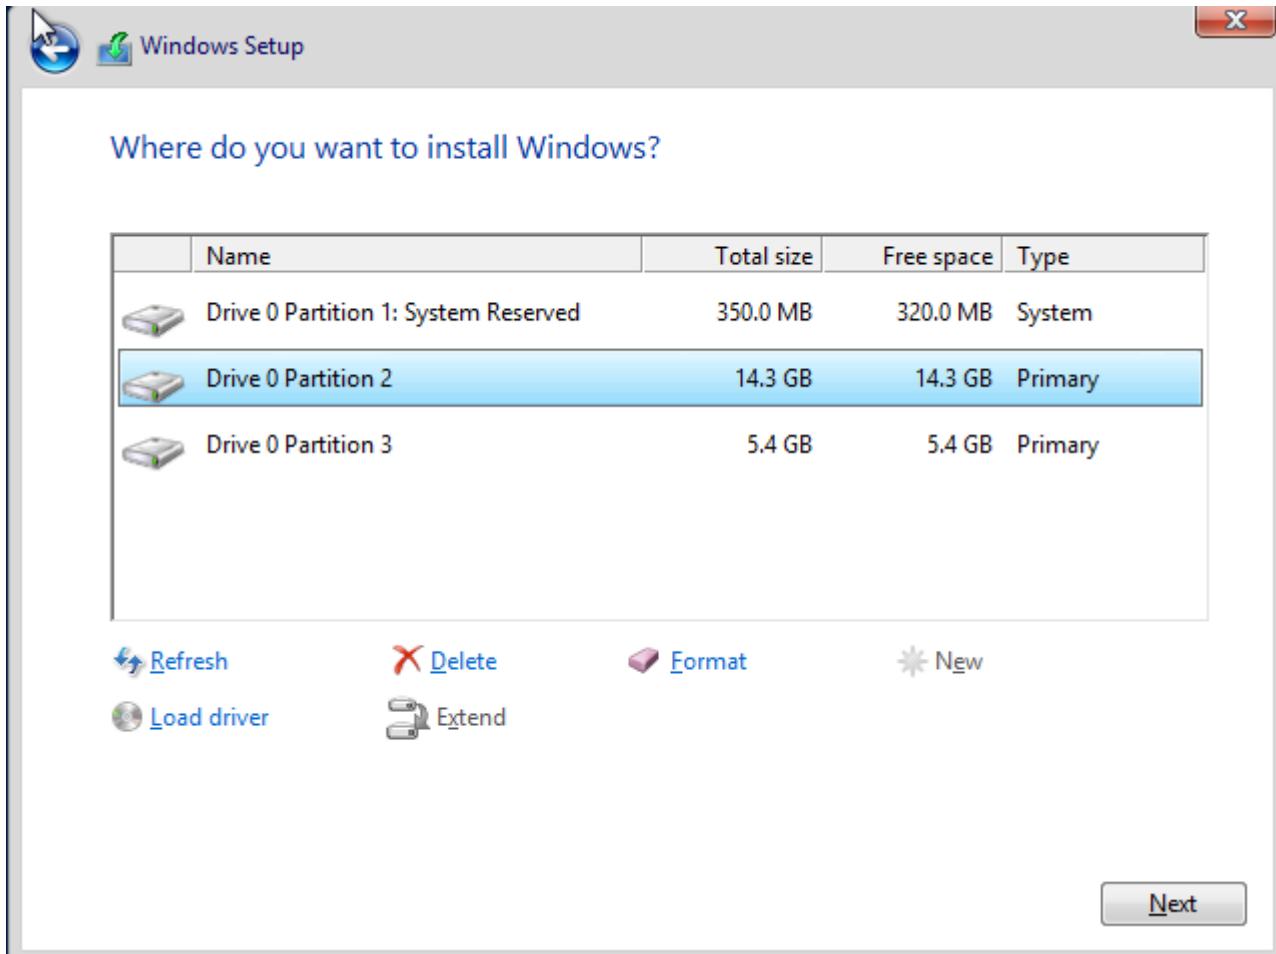 Windows Setup
Where do you want to install Windows?
Name Total size Free space Type
Drive 0 Partition 1: System Reserved 350.0 MB 320.0 MB System
Drive 0 Partition 2 14.3 GB 14.3 GB Primary
Drive 0 Partition 3 5.4 GB 5.4 GB Primary
Refresh Delete Format New
Load driver Extend
Next